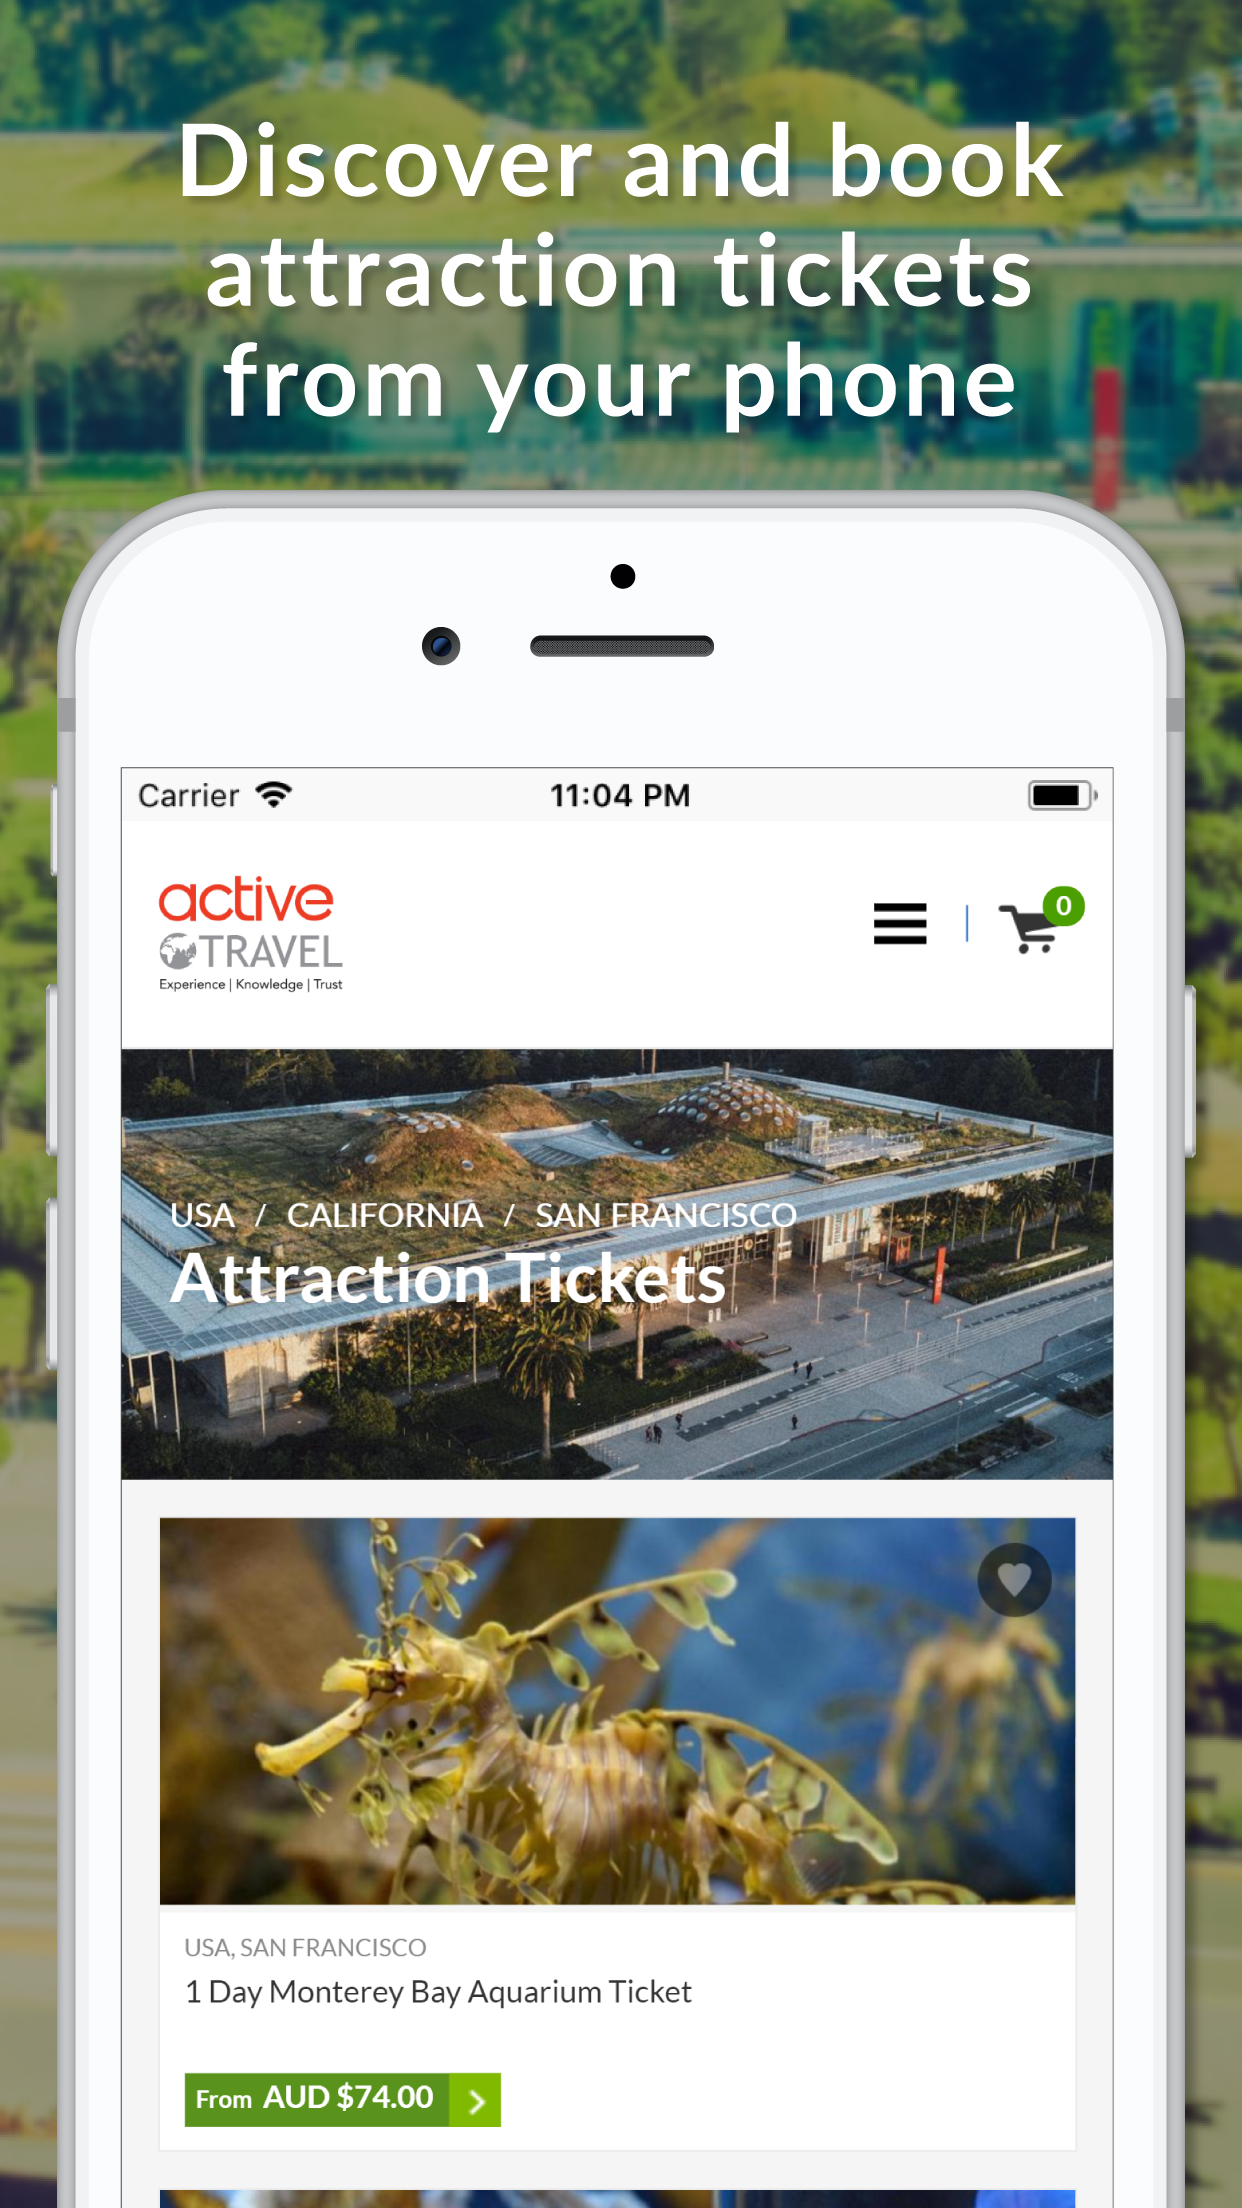 Discover and book
attraction tickets
from your phone
Carrier 11:04 PM
active
TRAVEL
Experience | Knowledge | Trust
0
USA / CALIFORNIA / SAN FRANCISCO
Attraction Tickets
USA, SAN FRANCISCO
1 Day Monterey Bay Aquarium Ticket
From AUD $74.00